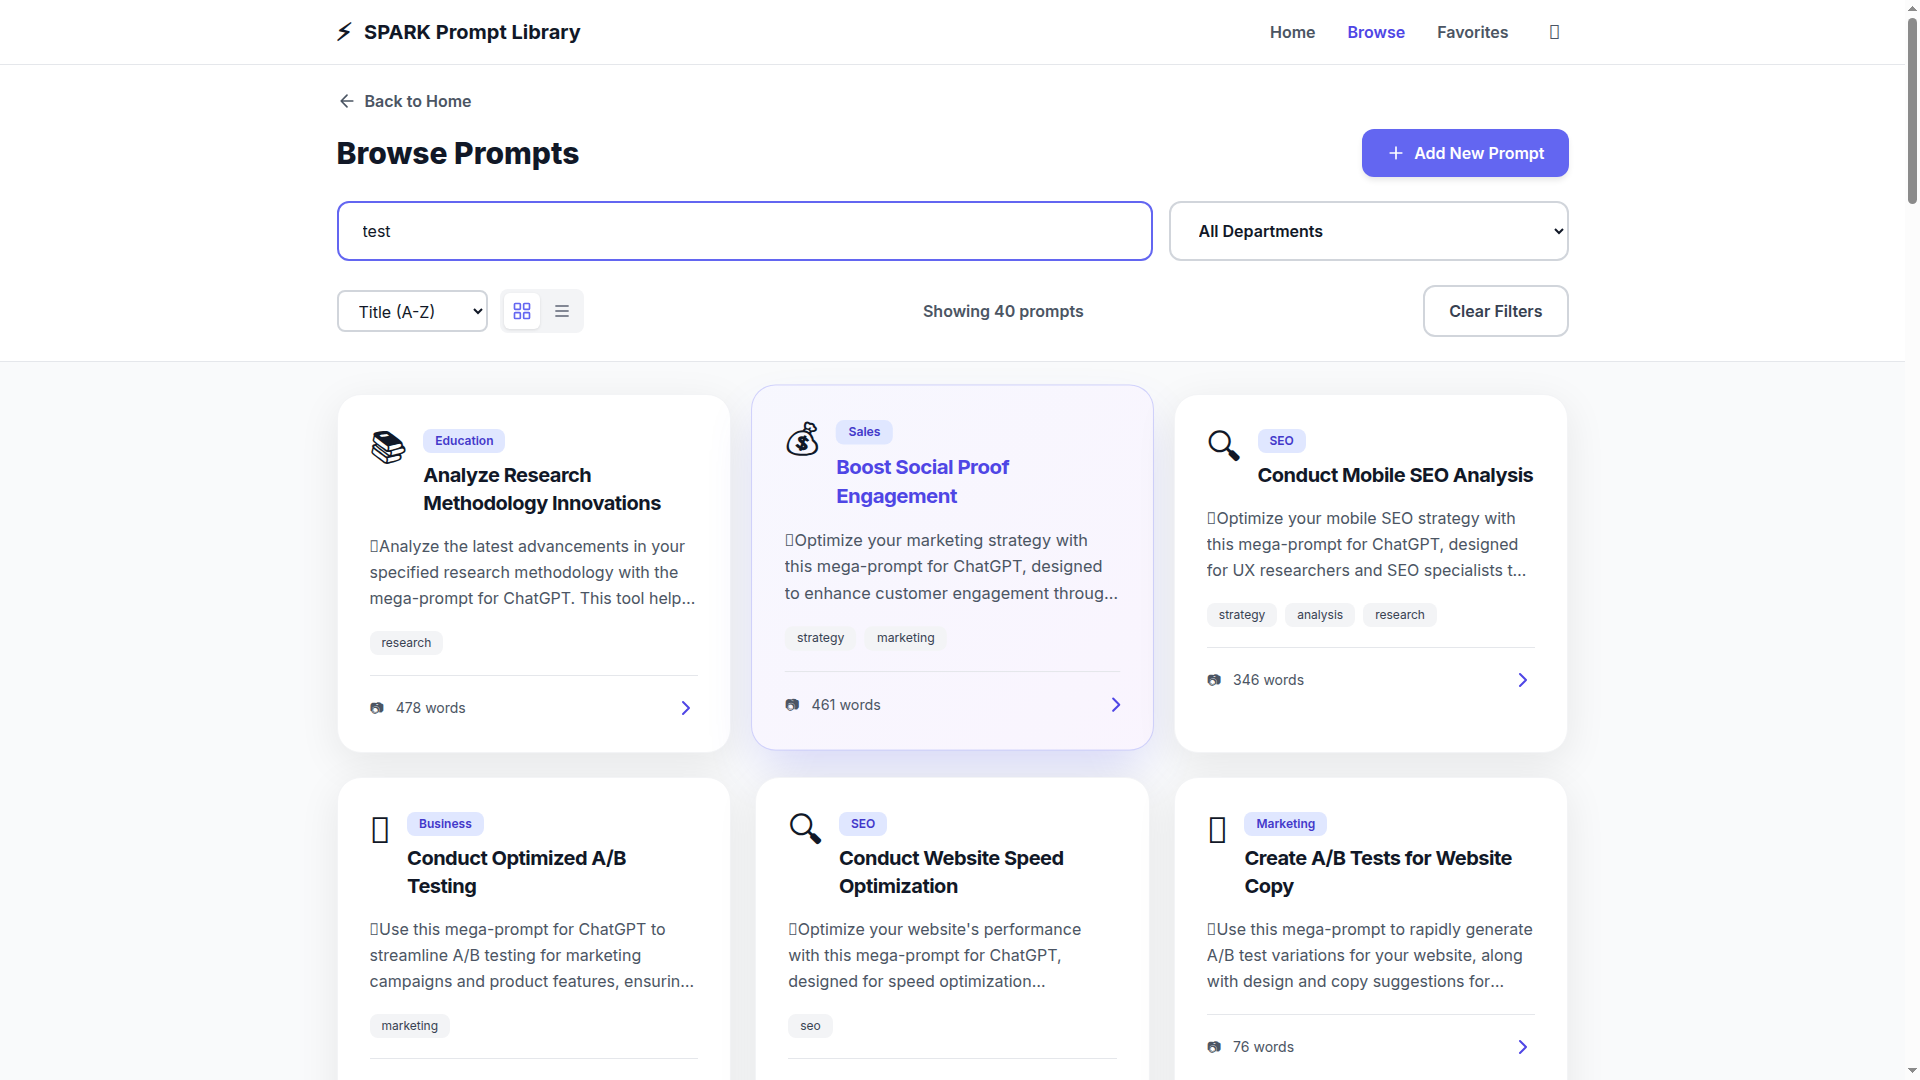 SPARK Prompt Library
Home
Browse
Favorites
Back to Home
Browse Prompts
Add New Prompt
test
All Departments
Title (A-Z)
Showing 40 prompts
Clear Filters
Education
Analyze Research
Methodology Innovations
Analyze the latest advancements in your
specified research methodology with the
mega-prompt for ChatGPT. This tool help...
research
478 words
Sales
Boost Social Proof
Engagement
Optimize your marketing strategy with
this mega-prompt for ChatGPT, designed
to enhance customer engagement throug...
strategy
marketing
461 words
SEO
Conduct Mobile SEO Analysis
Optimize your mobile SEO strategy with
this mega-prompt for ChatGPT, designed
for UX researchers and SEO specialists t...
strategy
analysis
research
346 words
Business
Conduct Optimized A/B
Testing
Use this mega-prompt for ChatGPT to
streamline A/B testing for marketing
campaigns and product features, ensurin...
marketing
SEO
Conduct Website Speed
Optimization
Optimize your website's performance
with this mega-prompt for ChatGPT,
designed for speed optimization...
seo
Marketing
Create A/B Tests for Website
Copy
Use this mega-prompt to rapidly generate
A/B test variations for your website, along
with design and copy suggestions for...
76 words